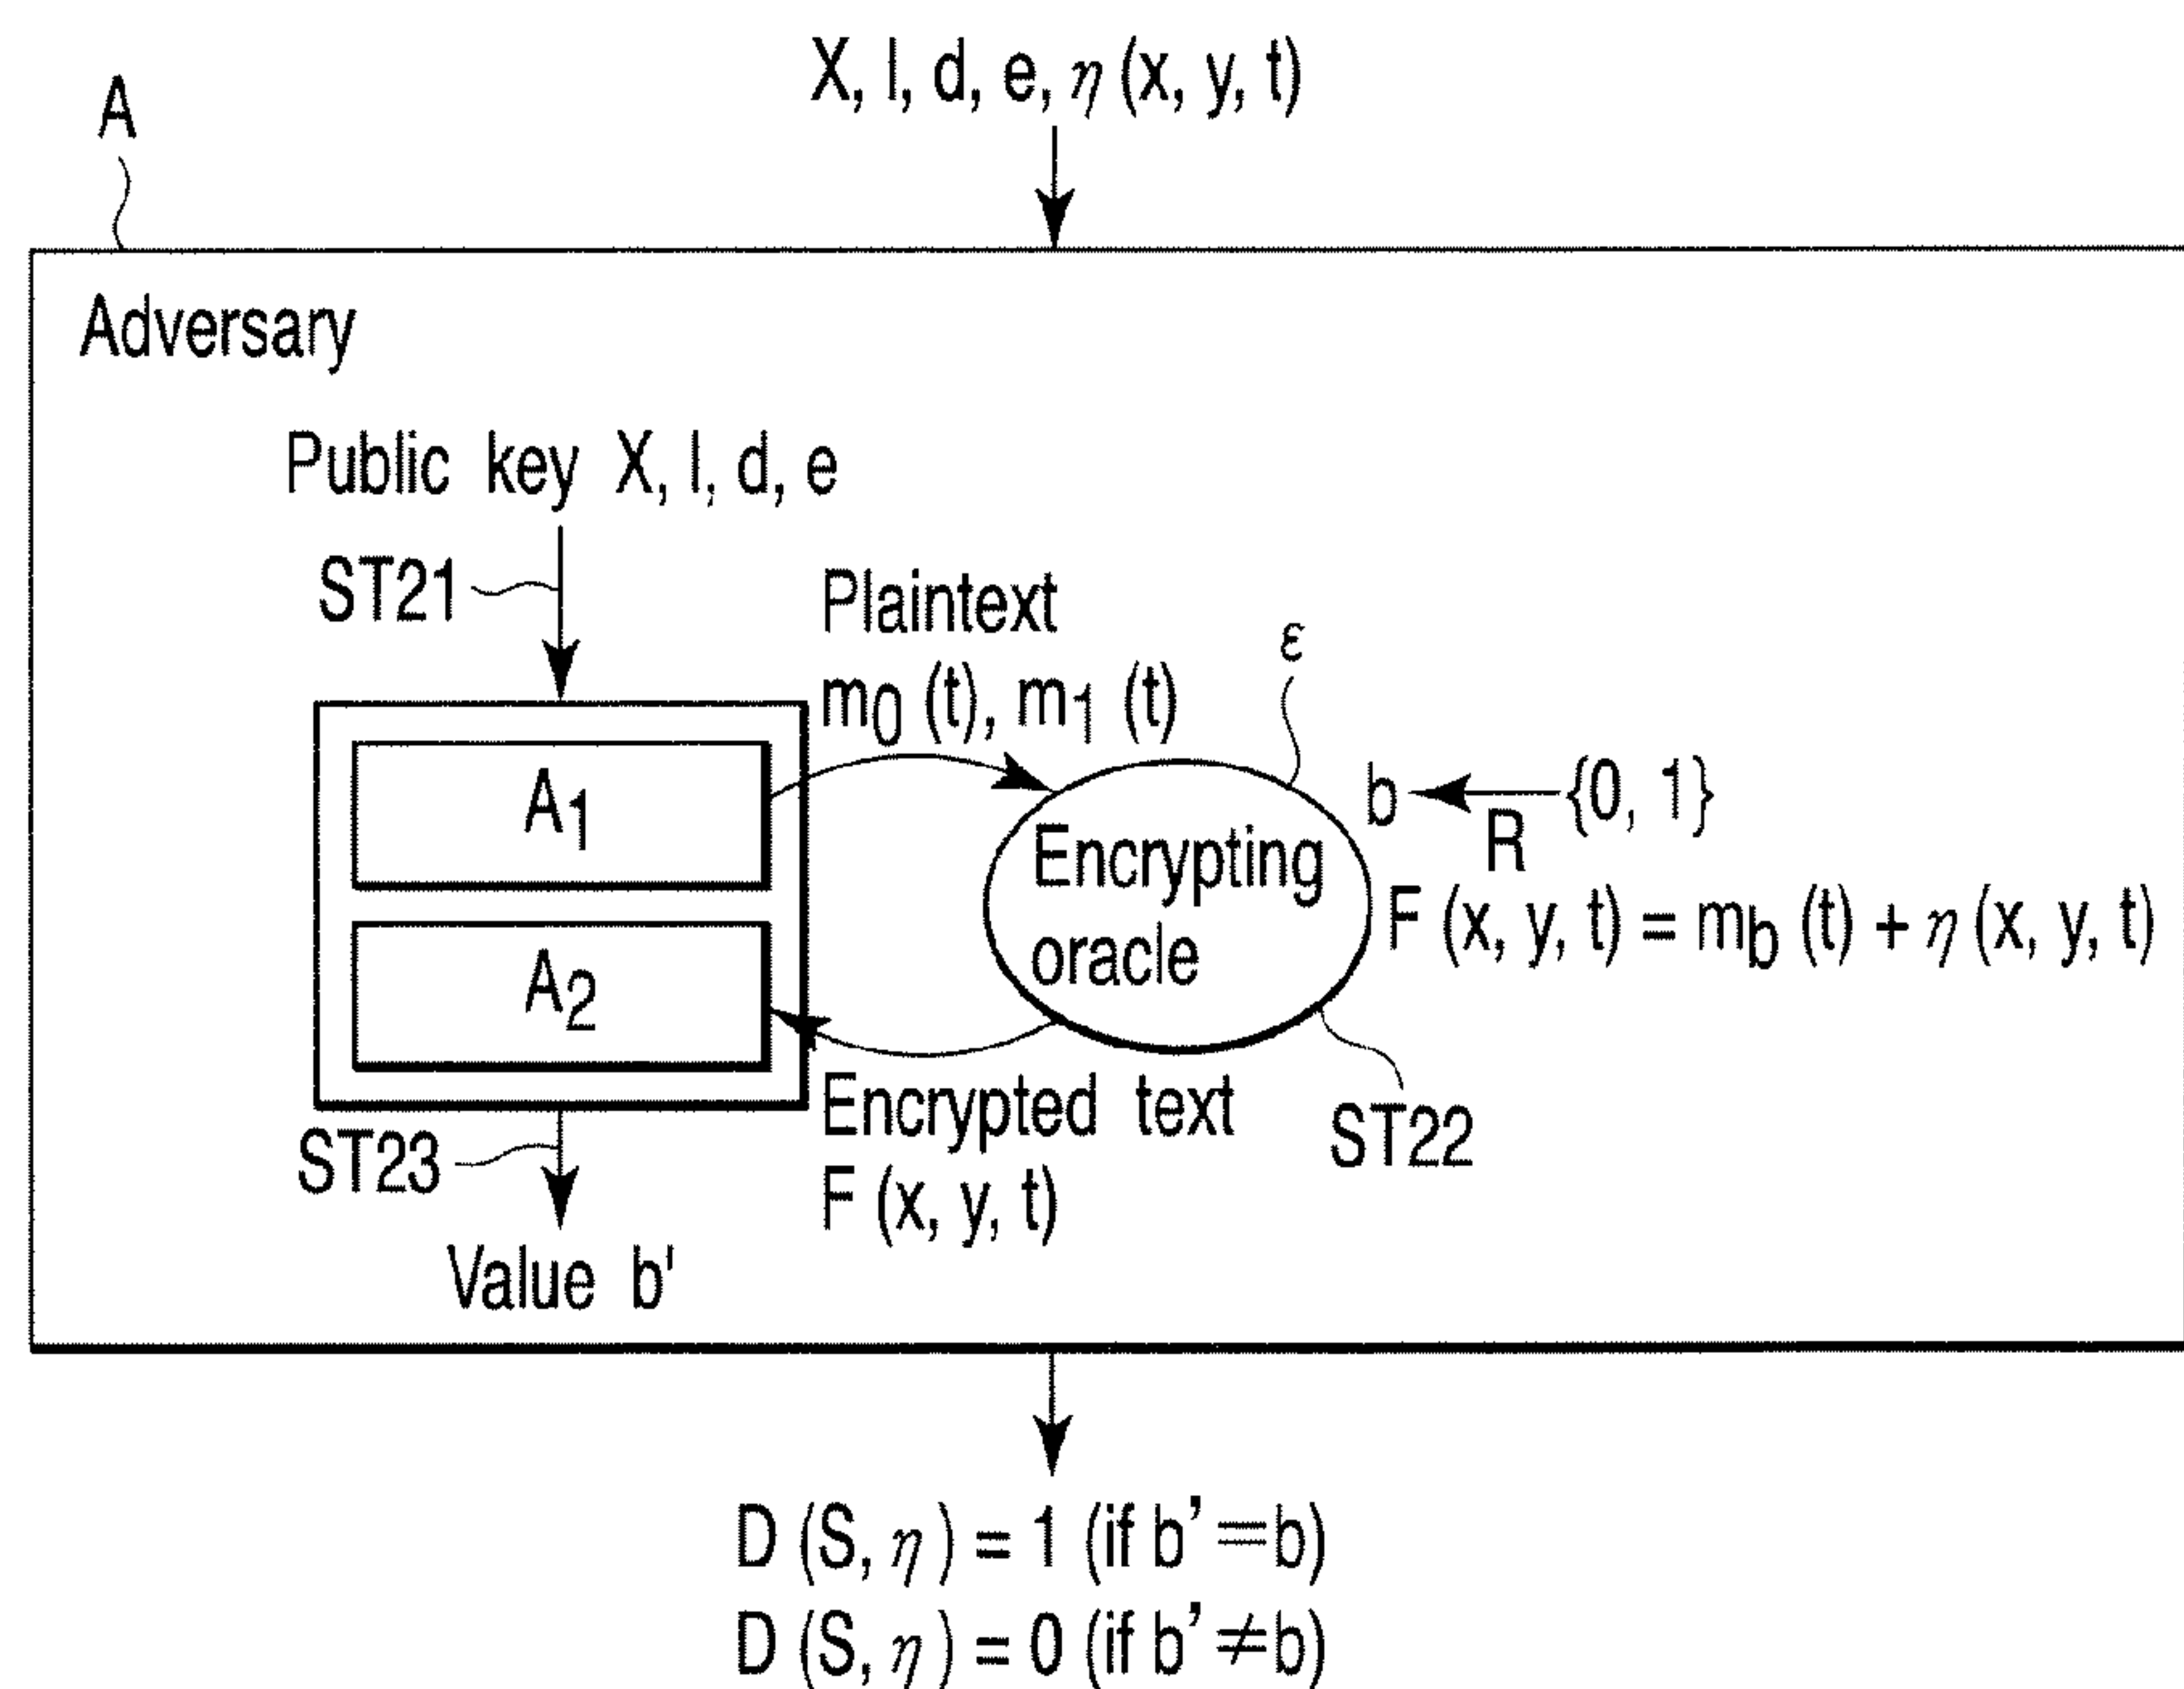 X, l, d, e, η (x, y, t)
A
Adversary
Public key X, l, d, e
ST21
Plaintext
m0 (t), m1 (t)
ε
A1
b ← {0, 1}
R
Encrypting
oracle
F (x, y, t) = mb (t) + η (x, y, t)
A2
Encrypted text
F (x, y, t)
ST22
ST23
Value b'
D (S, η) = 1 (if b' = b)
D (S, η) = 0 (if b' ≠ b)